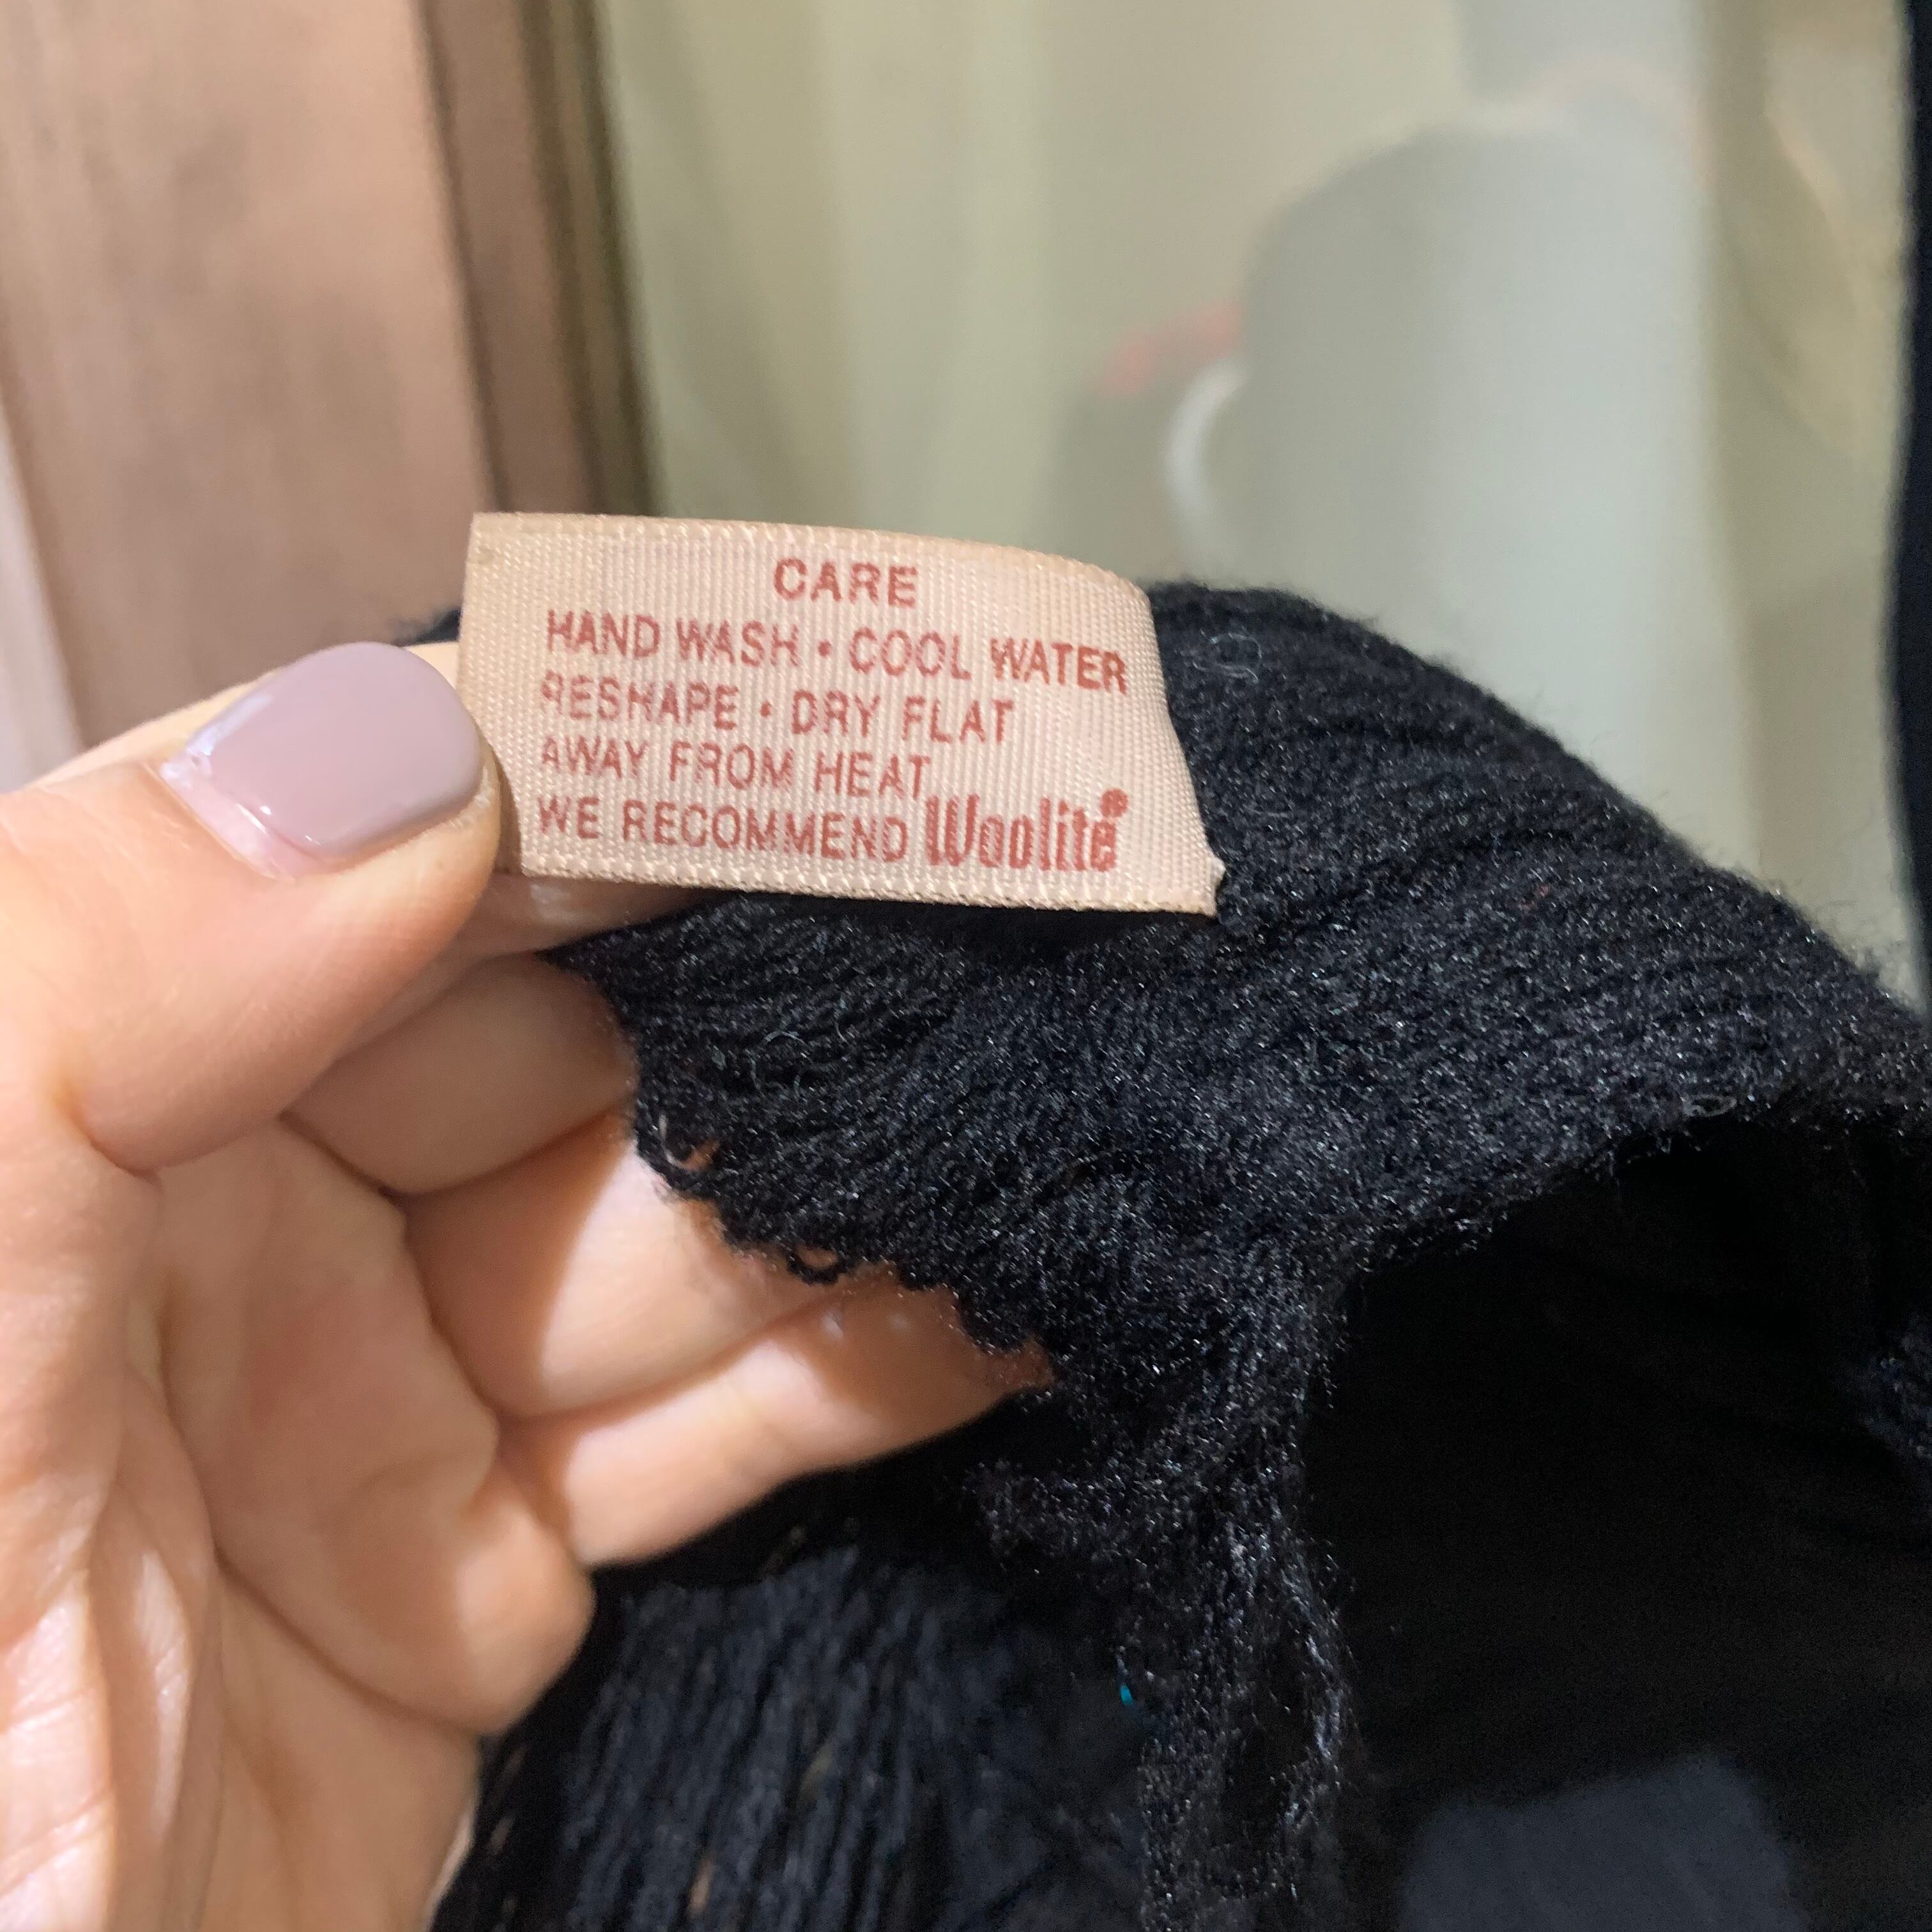 CARE
HAND WASH • COOL WATER
RESHAPE • DRY FLAT
AWAY FROM HEAT
WE RECOMMEND Woolite®